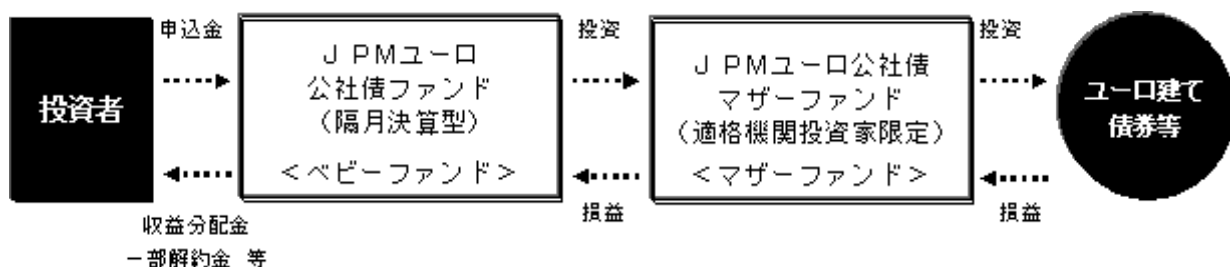 投資者
申込金
収益分配金
一部解約金 等
JPMユーロ
公社債ファンド
(隔月決算型)
<ベビーファンド>
投資
損益
JPMユーロ公社債
マザーファンド
(適格機関投資家限定)
<マザーファンド>
投資
損益
ユーロ建て
債券等